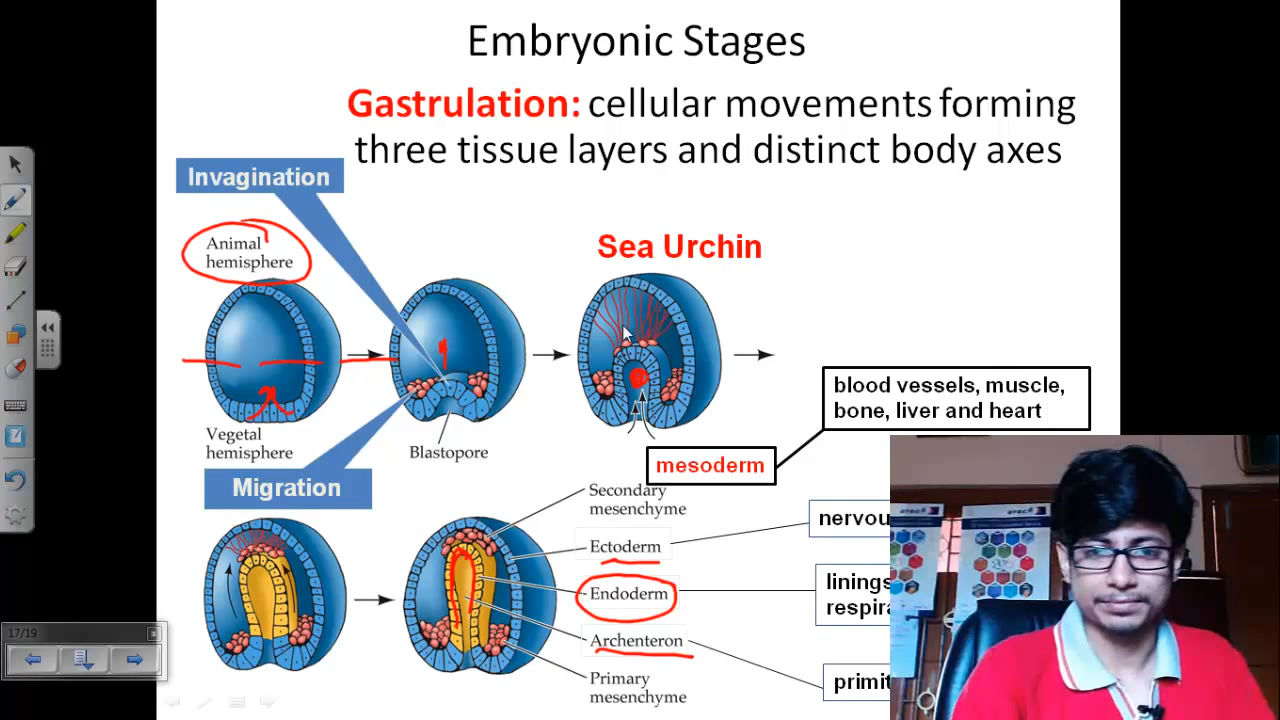 Embryonic Stages
Gastrulation: cellular movements forming
three tissue layers and distinct body axes
Invagination
Animal
hemisphere
Sea Urchin
Vegetal
hemisphere
Blastopore
Migration
blood vessels, muscle,
bone, liver and heart
mesoderm
Secondary
mesenchyme
Ectoderm
nervou
Endoderm
linings
respira
Archenteron
Primary
mesenchyme
primit
17/19